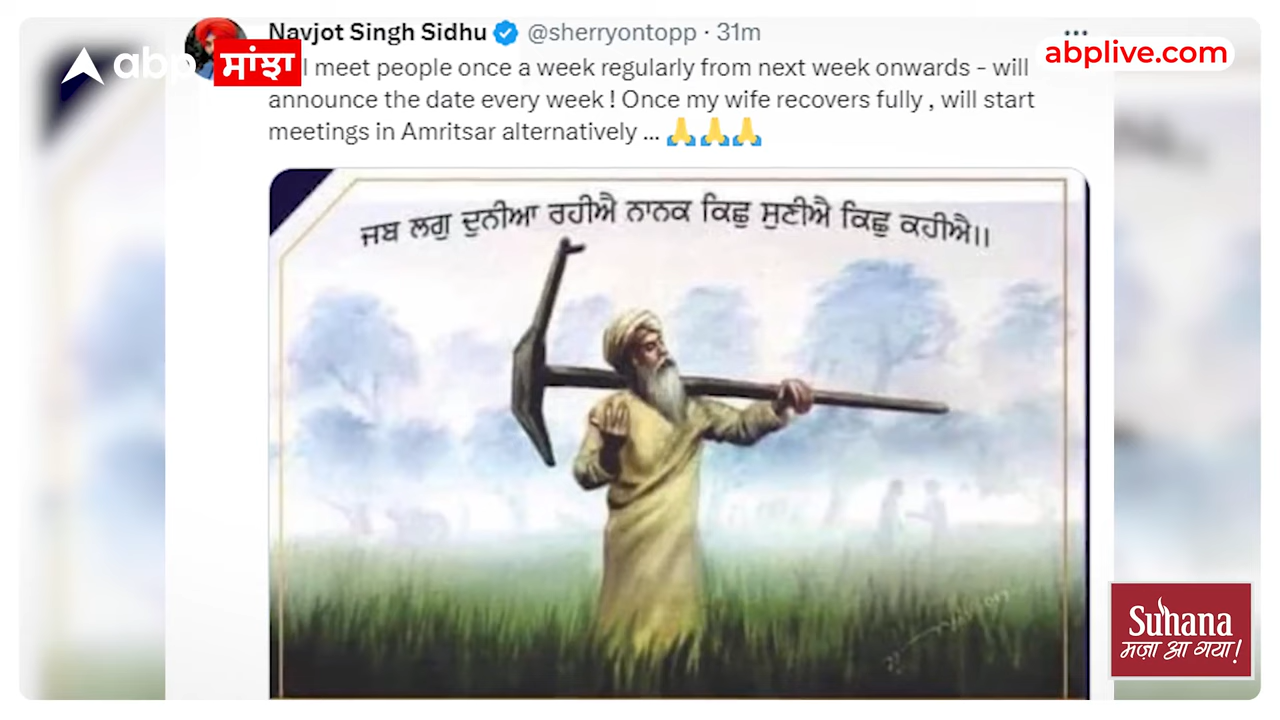 Navjot Singh Sidhu @sherryontopp · 31m
abp ਸਾਂਝਾ
abplive.com
I meet people once a week regularly from next week onwards - will
announce the date every week ! Once my wife recovers fully , will start
meetings in Amritsar alternatively ... 🙏🙏🙏
ਜਬ ਲਗੁ ਦੁਨੀਆ ਰਹੀਐ ਨਾਨਕ ਕਿਛੁ ਸੁਣੀਐ ਕਿਛੁ ਕਹੀਐ।।
Suhana
मज़ा आ गया!